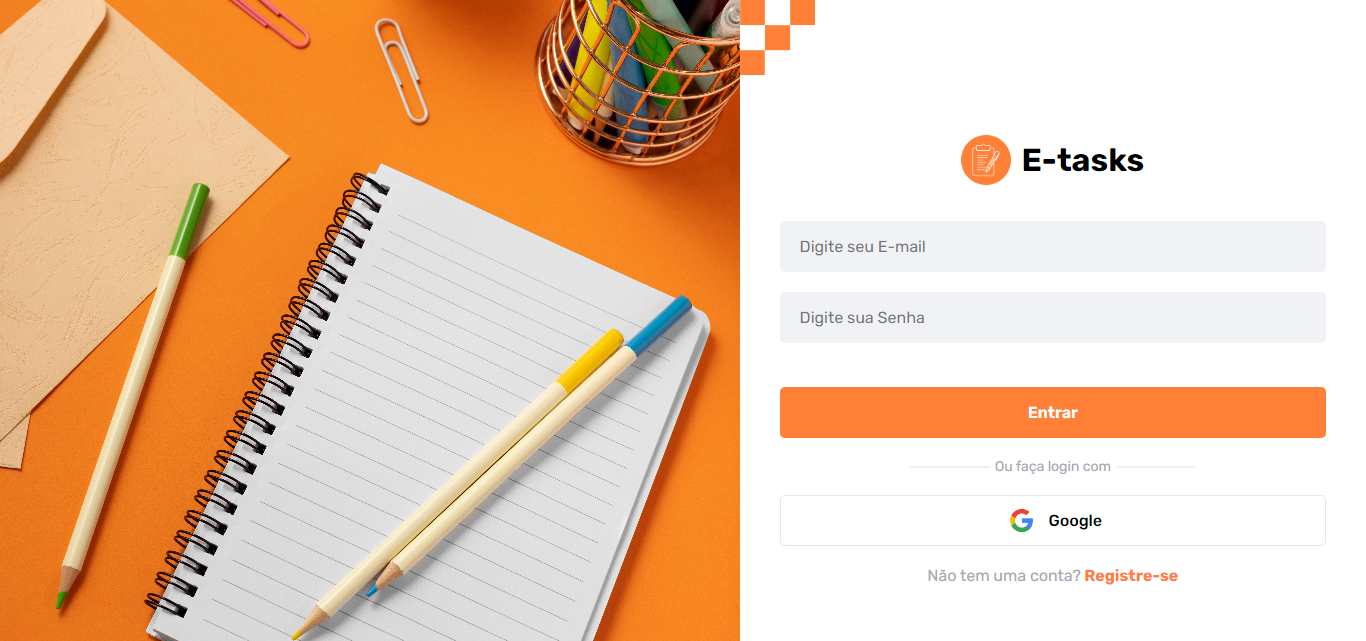 E-tasks
Digite seu E-mail
Digite sua Senha
Entrar
Ou faça login com
Google
Não tem uma conta? Registre-se